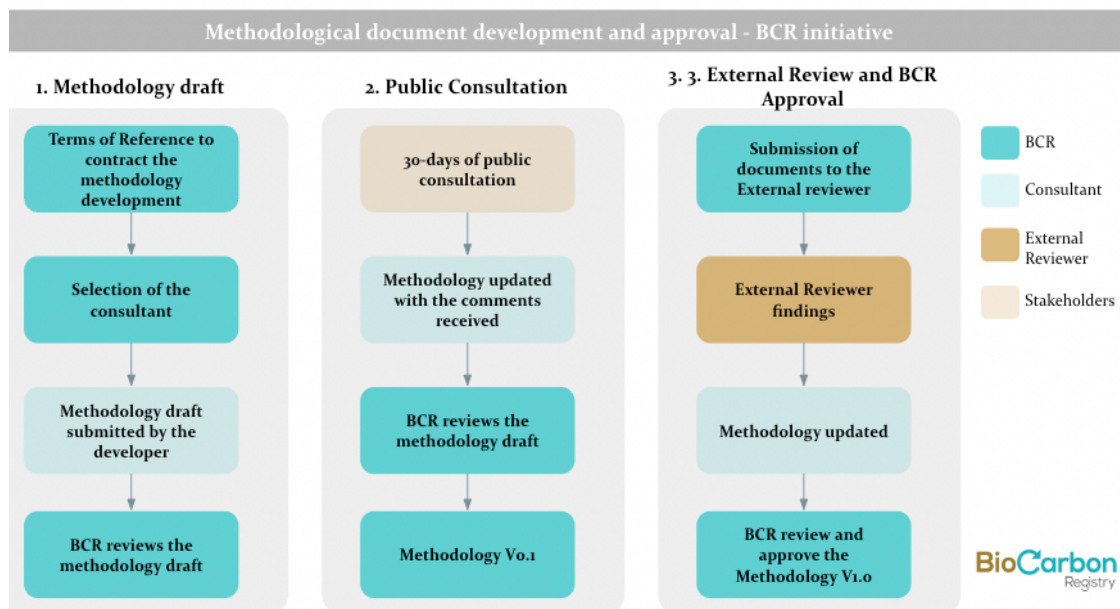 Methodological document development and approval - BCR initiative
1. Methodology draft
Terms of Reference to
contract the
methodology
development
Selection of the
consultant
Methodology draft
submitted by the
developer
BCR reviews the
methodology draft
2. Public Consultation
30-days of public
consultation
Methodology updated
with the comments
received
BCR reviews the
methodology draft
Methodology V0.1
3. 3. External Review and BCR
Approval
Submission of
documents to the
External reviewer
External Reviewer
findings
Methodology updated
BCR review and
approve the
Methodology V1.0
BCR
Consultant
External
Reviewer
Stakeholders
BioCarbon
Registry